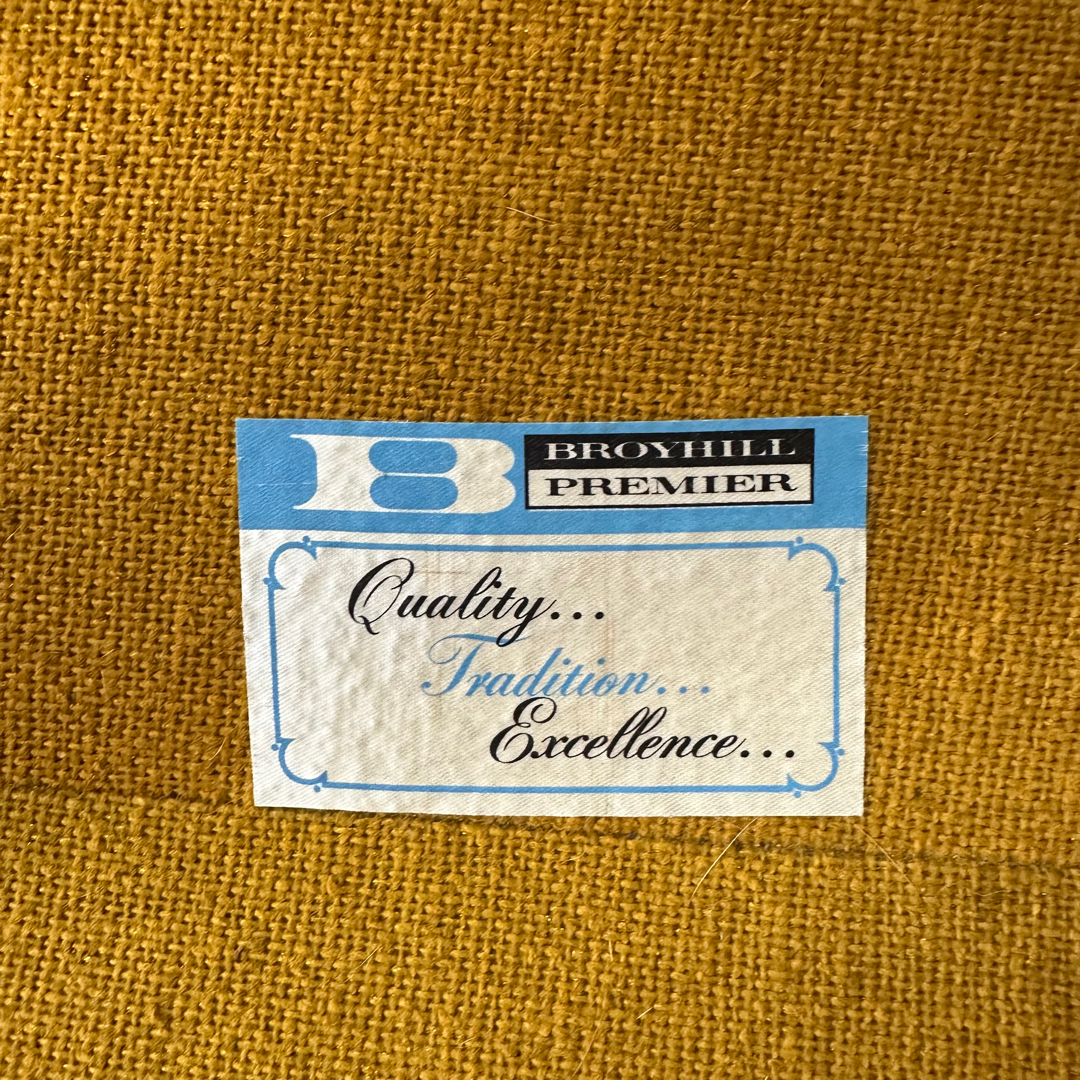 B
BROYHILL
PREMIER
Quality...
Tradition...
Excellence...